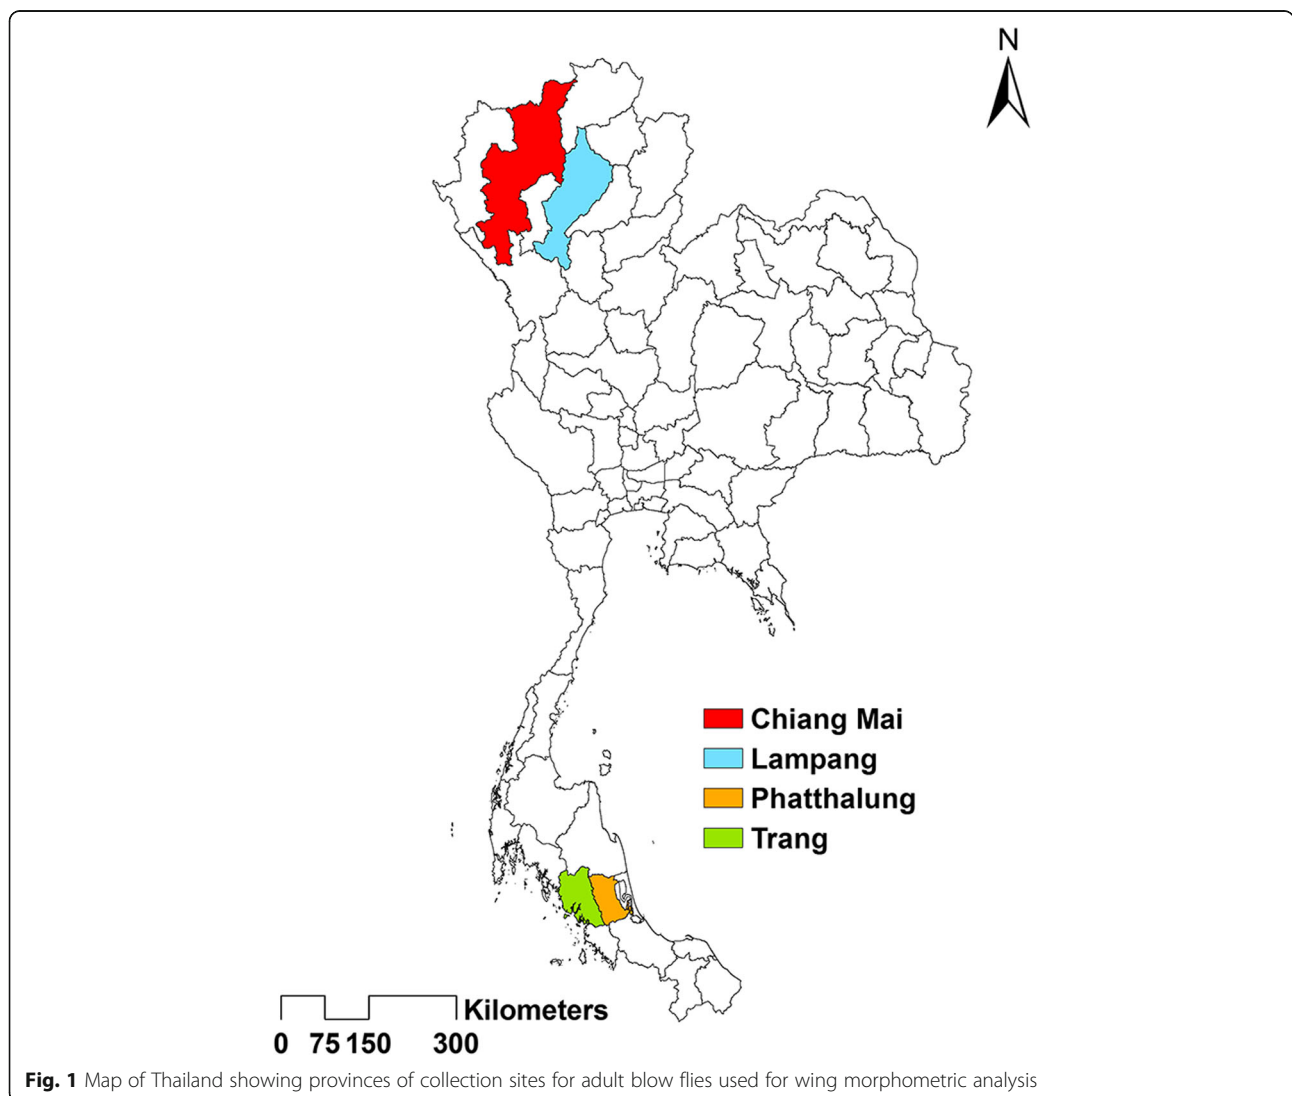 N
Chiang Mai
Lampang
Phatthalung
Trang
Kilometers
0 75 150 300
Fig. 1 Map of Thailand showing provinces of collection sites for adult blow flies used for wing morphometric analysis